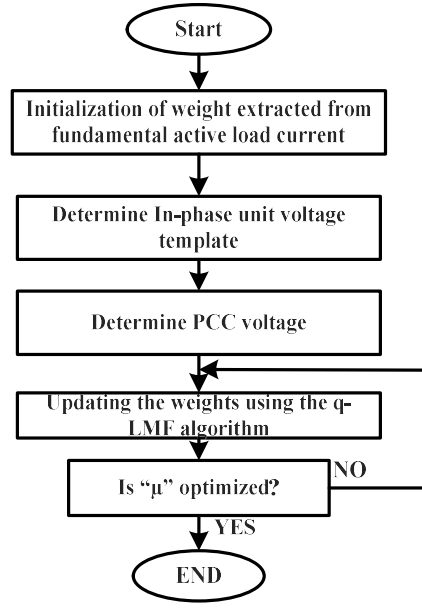 Start
Initialization of weight extracted from
fundamental active load current
Determine In-phase unit voltage
template
Determine PCC voltage
Updating the weights using the q-
LMF algorithm
Is “μ” optimized?
NO
YES
END